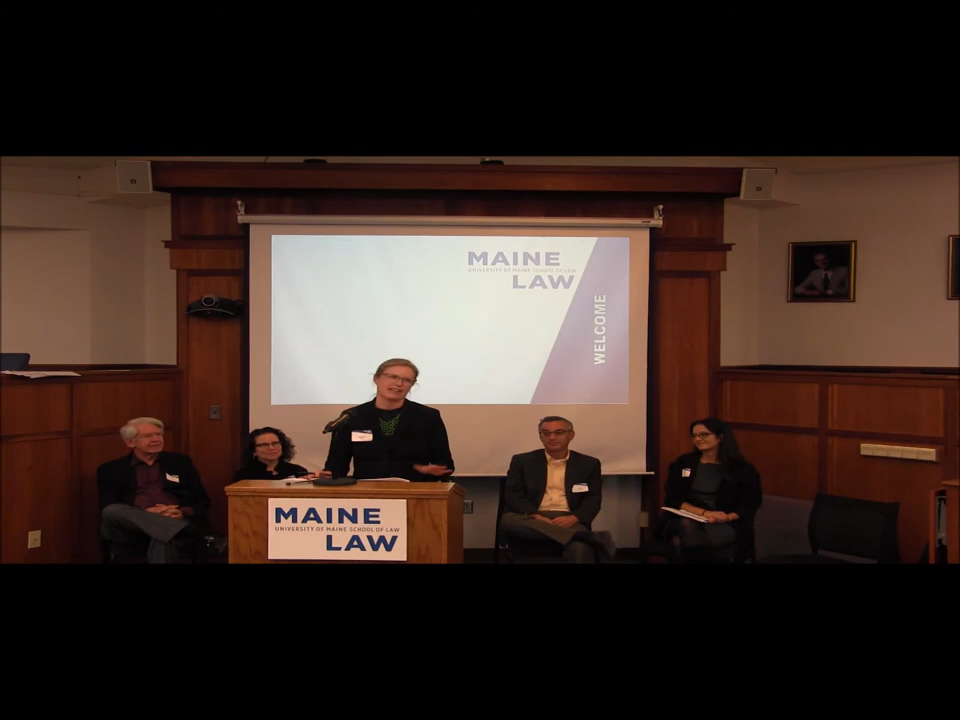 MAINE
UNIVERSITY OF MAINE SCHOOL OF LAW
LAW
WELCOME
MAINE
UNIVERSITY OF MAINE SCHOOL OF LAW
LAW